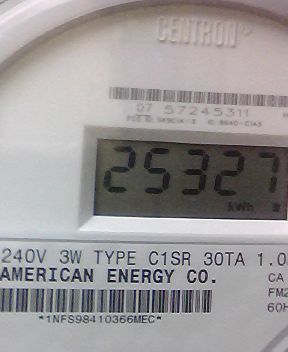 CENTRON®
07 57245311
25327
kWh
240V 3W TYPE C1SR 30TA 1.0
AMERICAN ENERGY CO.
CA
FM2
60H
*1NFS98410366MEC*